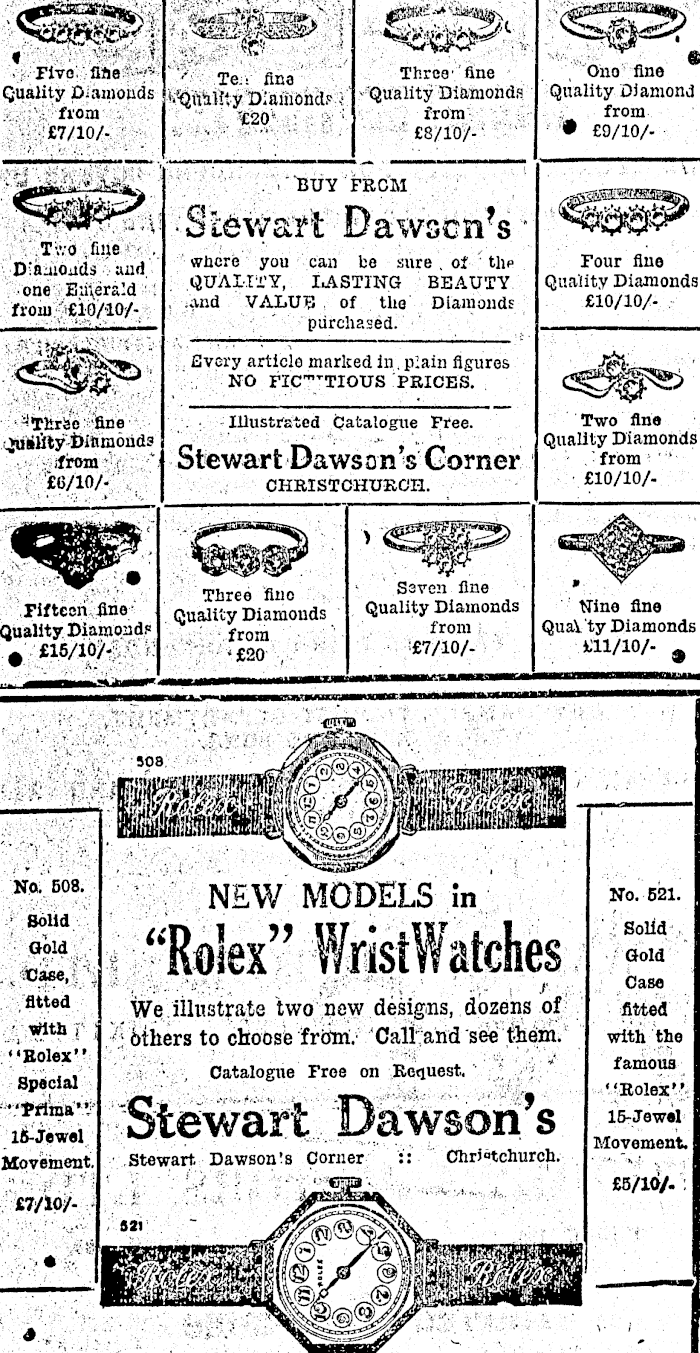 Five fine
Quality Diamonds
from
£7/10/-
Ten fine
Quality Diamonds
£20
Three fine
Quality Diamonds
from
£8/10/-
One fine
Quality Diamond
from
£9/10/-
Two fine
Diamonds and
one Emerald
from £10/10/-
BUY FROM
Stewart Dawson's
where you can be sure of the
QUALITY, LASTING BEAUTY
and VALUE of the Diamonds
purchased.
Every article marked in plain figures
NO FICTITIOUS PRICES.
Illustrated Catalogue Free.
Stewart Dawson's Corner
CHRISTCHURCH.
Four fine
Quality Diamonds
£10/10/-
Three fine
Quality Diamonds
from
£6/10/-
Two fine
Quality Diamonds
from
£10/10/-
Fifteen fine
Quality Diamonds
£15/10/-
Three fine
Quality Diamonds
from
£20
Seven fine
Quality Diamonds
from
£7/10/-
Nine fine
Quality Diamonds
£11/10/-
508
Rolex Rolex
No. 508.
Solid
Gold
Case,
fitted
with
"Rolex"
Special
"Prima"
15-Jewel
Movement.
£7/10/-
NEW MODELS in
"Rolex" Wrist Watches
We illustrate two new designs, dozens of
others to choose from. Call and see them.
Catalogue Free on Request.
Stewart Dawson's
Stewart Dawson's Corner :: Christchurch.
No. 521.
Solid
Gold
Case
fitted
with the
famous
"Rolex"
15-Jewel
Movement.
£5/10/-
521
Rolex ROLEX Rolex